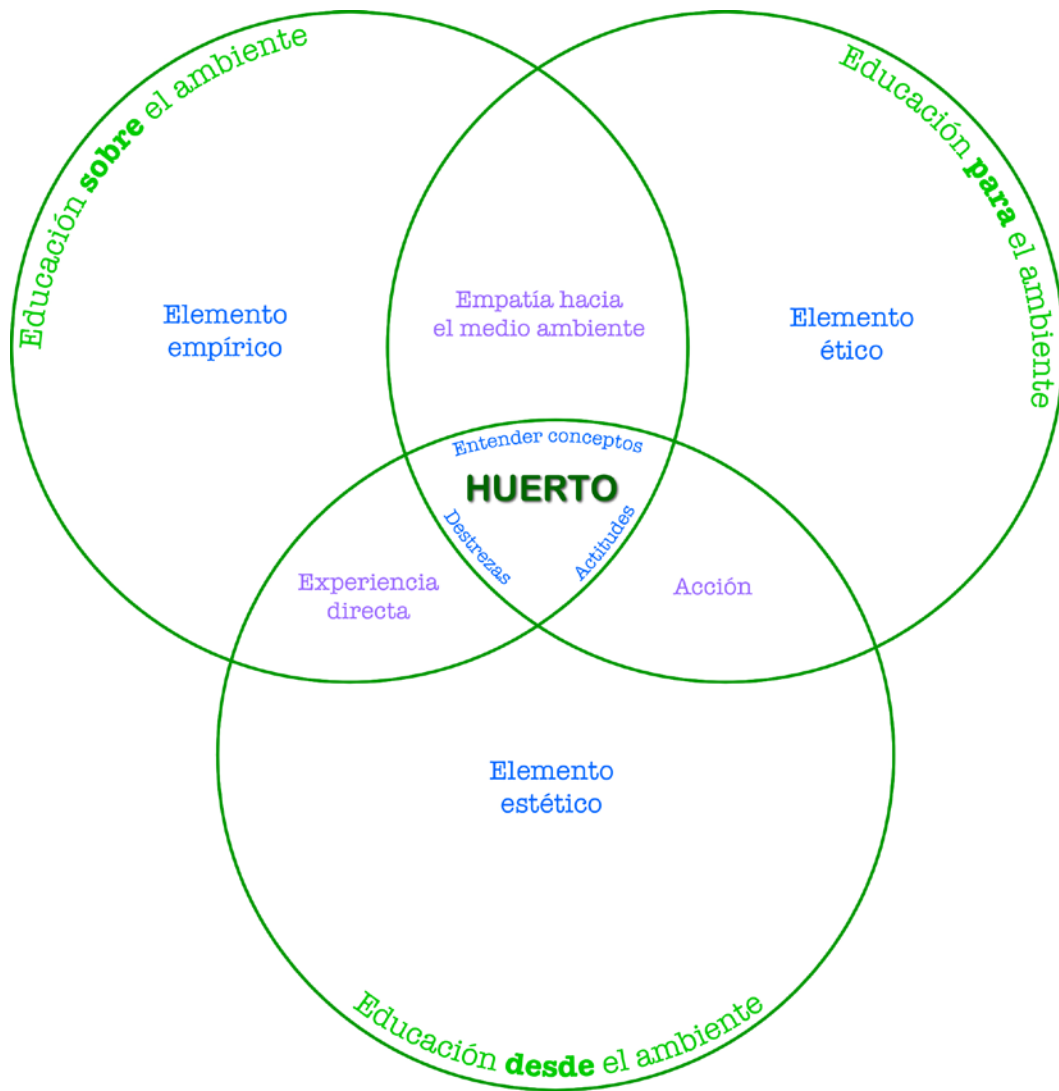 Educación sobre el ambiente
Educación para el ambiente
Elemento
empírico
Empatía hacia
el medio ambiente
Elemento
ético
Entender conceptos
HUERTO
Destrezas
Actitudes
Experiencia
directa
Acción
Elemento
estético
Educación desde el ambiente